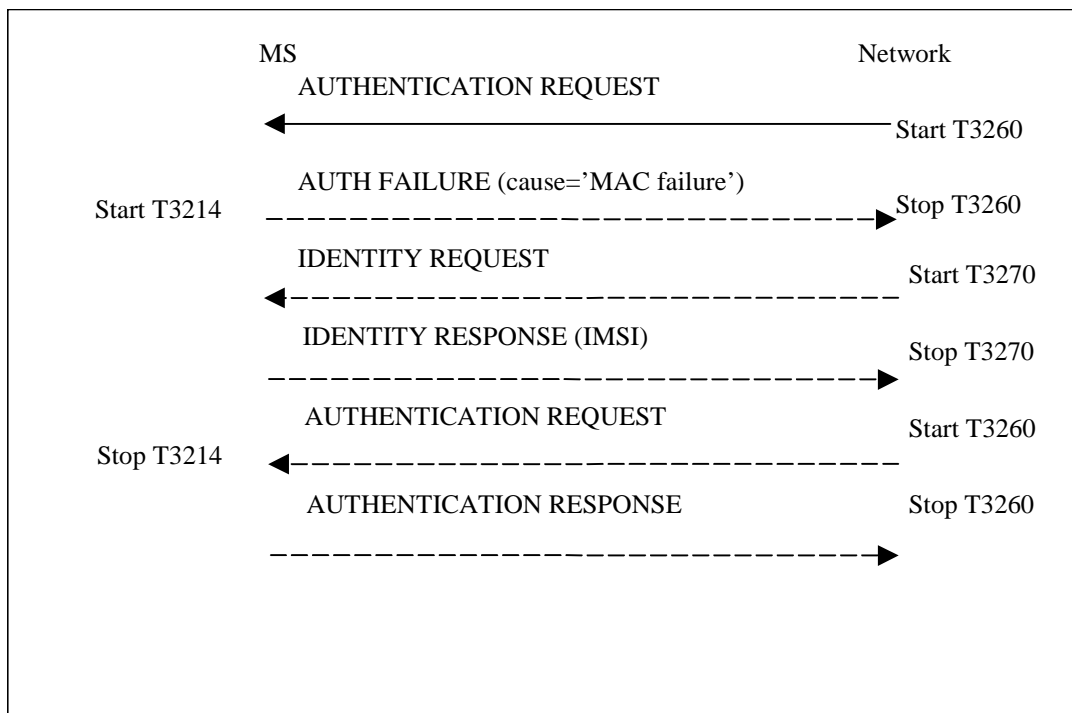 MS
Network
AUTHENTICATION REQUEST
Start T3260
AUTH FAILURE (cause=’MAC failure’)
Start T3214
Stop T3260
IDENTITY REQUEST
Start T3270
IDENTITY RESPONSE (IMSI)
Stop T3270
AUTHENTICATION REQUEST
Start T3260
Stop T3214
AUTHENTICATION RESPONSE
Stop T3260